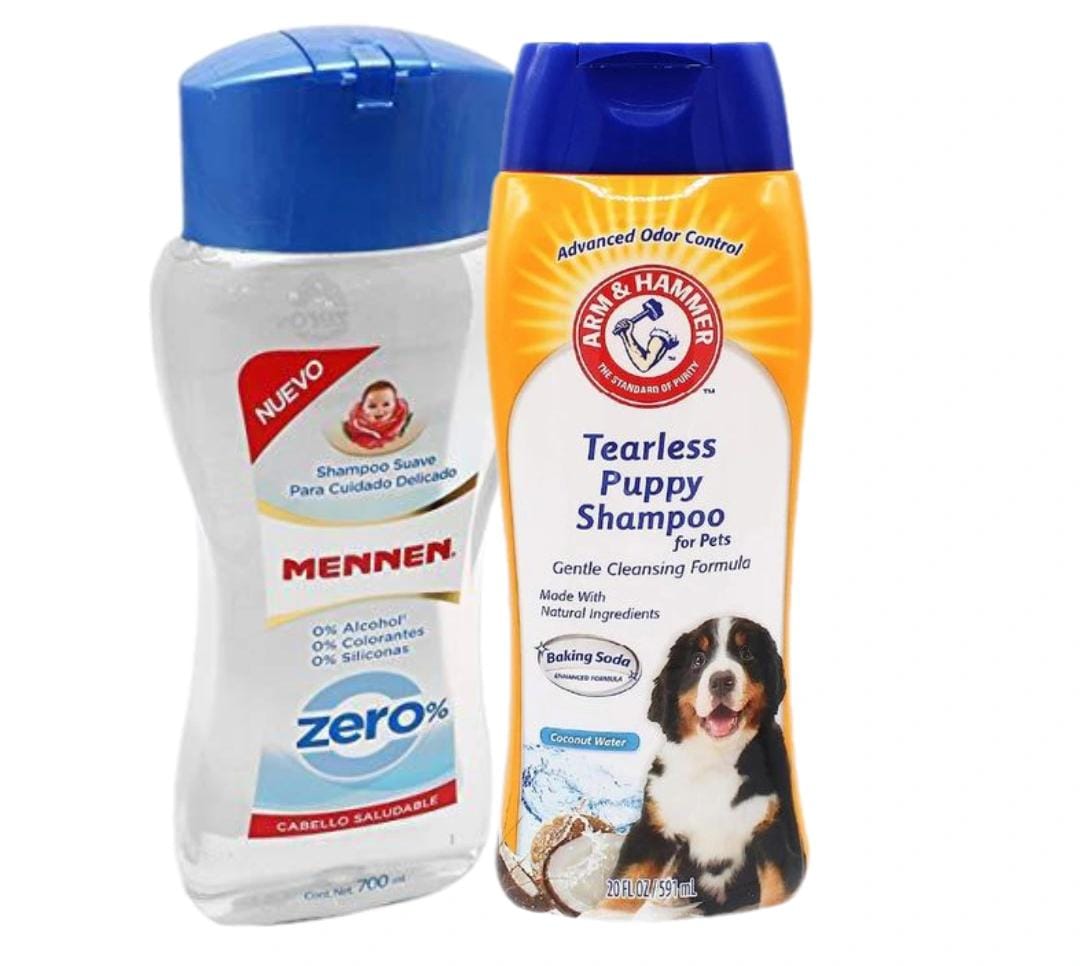 NUEVO
Shampoo Suave
Para Cuidado Delicado
MENNEN®
0% Alcohol
0% Colorantes
0% Siliconas
zero%
CABELLO SALUDABLE
Cont. Net. 700 ml
Advanced Odor Control
ARM & HAMMER
THE STANDARD OF PURITY
™
Tearless
Puppy
Shampoo
for Pets
Gentle Cleansing Formula
Made With
Natural Ingredients
Baking Soda
ENHANCED FORMULA
Coconut Water
20 FL OZ / 591 mL